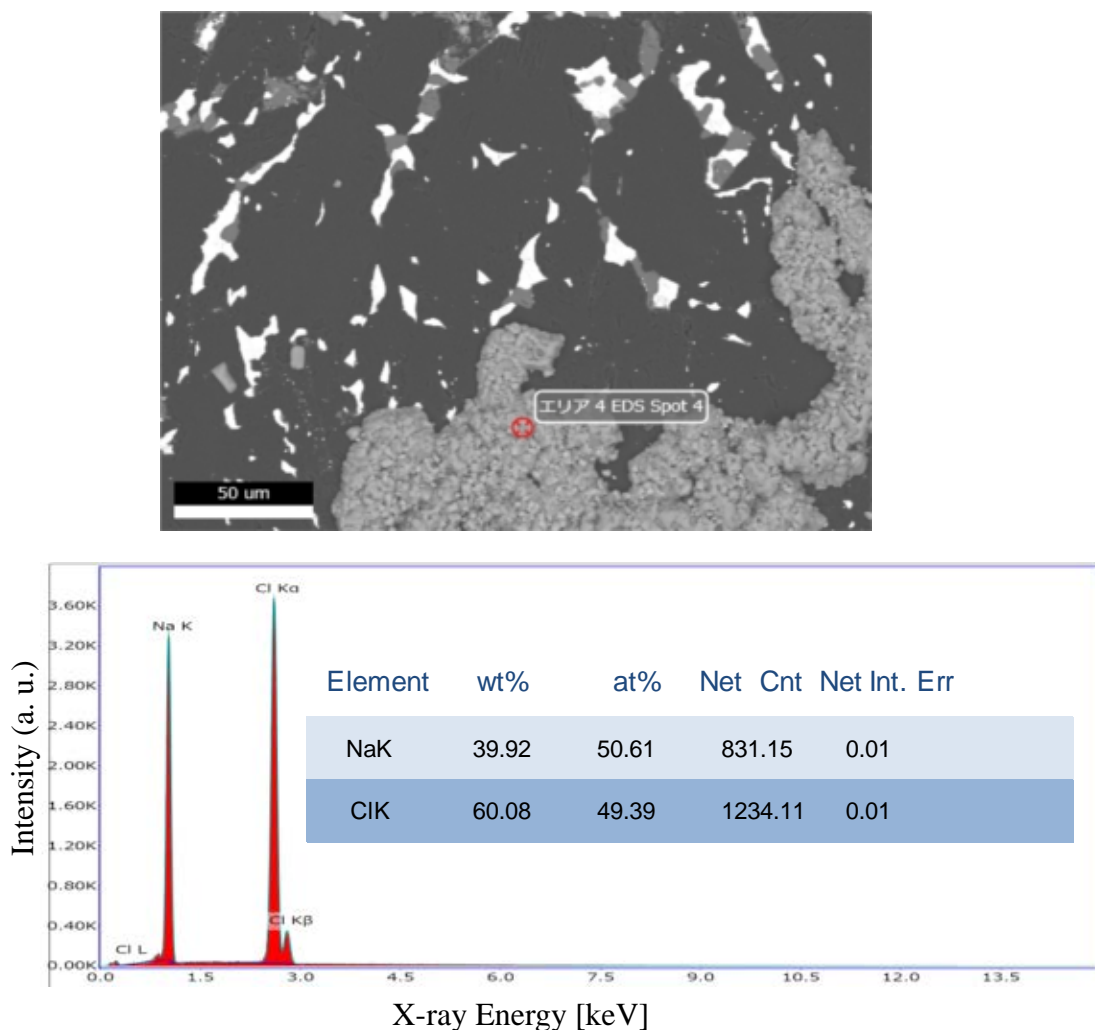 エリア 4 EDS Spot 4
50 um
Cl Kα
3.60K
Na K
3.20K
2.80K
2.40K
2.00K
1.60K
1.20K
0.80K
0.40K
0.00K
Cl Kβ
Cl L
Element wt% at% Net Cnt Net Int. Err
NaK 39.92 50.61 831.15 0.01
ClK 60.08 49.39 1234.11 0.01
0.0 1.5 3.0 4.5 6.0 7.5 9.0 10.5 12.0 13.5
Intensity (a. u.)
X-ray Energy [keV]